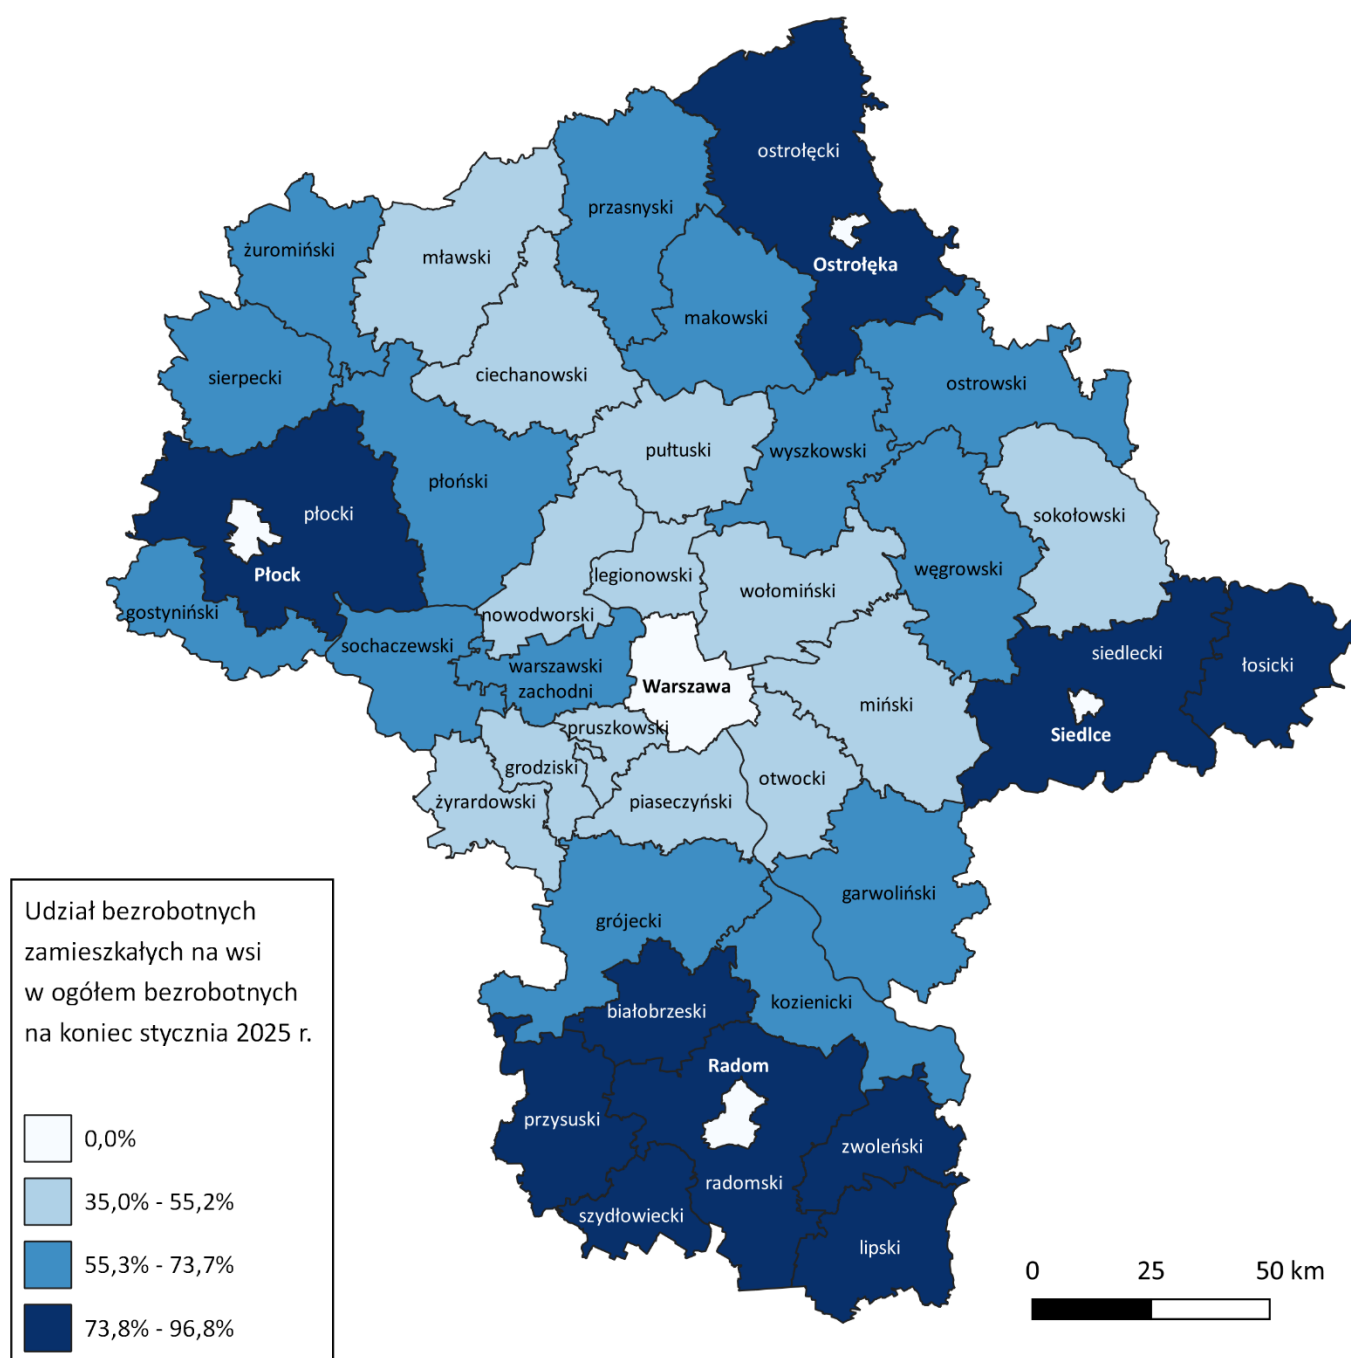 ostrołęcki
przasnyski
żuromiński
mławski
Ostrołęka
makowski
ciechanowski
sierpecki
ostrowski
pułtuski
wyszkowski
płoński
płocki
sokołowski
Płock
legionowski
węgrowski
wołomiński
gostyniński
nowodworski
sochaczewski
siedlecki
łosicki
warszawski
zachodni
Warszawa
miński
pruszkowski
Siedlce
grodziski
otwocki
żyrardowski
piaseczyński
garwoliński
grójecki
białobrzeski
kozienicki
Radom
przysuski
zwoleński
radomski
szydłowiecki
lipski
Udział bezrobotnych
zamieszkałych na wsi
w ogółem bezrobotnych
na koniec stycznia 2025 r.
0,0%
35,0% - 55,2%
55,3% - 73,7%
73,8% - 96,8%
0 25 50 km